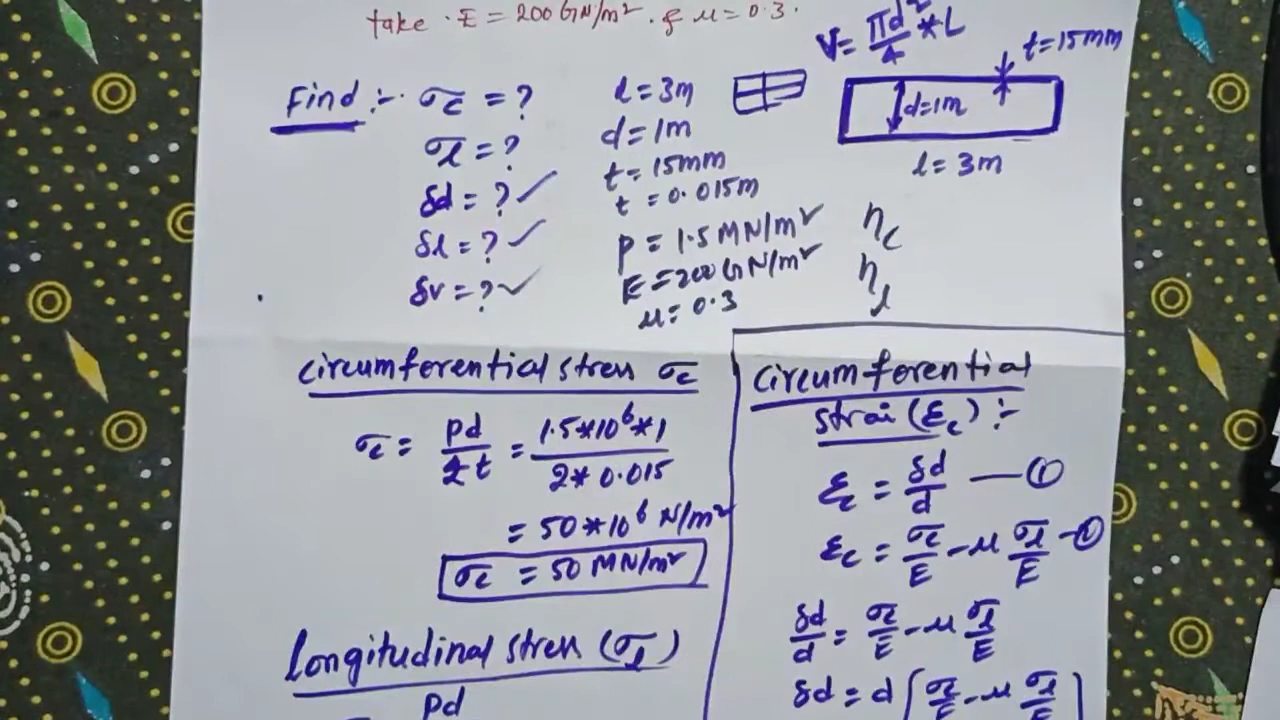 take · E = 200 GN/m². & μ = 0.3.
V = πd²/4 * L
t = 15mm
d = 1m
l = 3m
Find :- σc = ?
σl = ?
δd = ? ✓
δl = ? ✓
δv = ? ✓
l = 3m
d = 1m
t = 15mm
t = 0.015m
P = 1.5 MN/m²
E = 200 GN/m²
μ = 0.3
ηc
ηl
circumferential stress σc
σc = Pd/2t = 1.5*10⁶*1/2*0.015
= 50*10⁶ N/m²
σc = 50 MN/m²
longitudinal stress (σl)
Pd
circumferential
strai (εc) :-
εc = δd/d — ①
εc = σc/E - μ σl/E -
δd/d = σc/E - μ σl/E
δd = d [σc/E - μ σl/E]